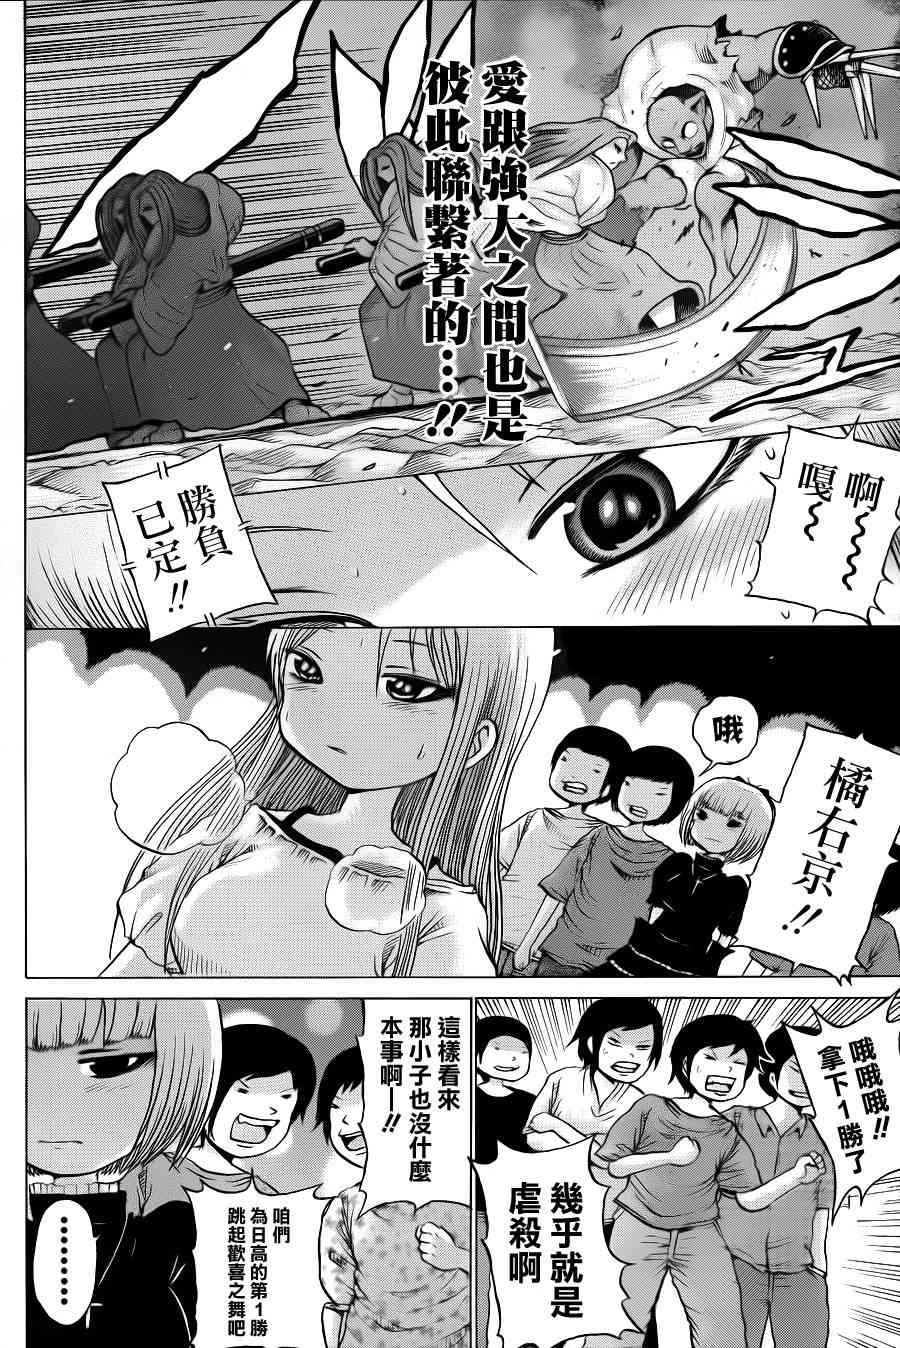 愛跟強大之間也是
彼此聯繫著的…!!
啊~~~
嘎~~
勝負
已定!!
橘右京!!
哦
哦哦哦!!
拿下1勝了
幾乎就是
虐殺啊
這樣看來
那小子也沒什麼
本事啊—!!
咱們
為日高的第1勝
跳起歡喜之舞吧
………